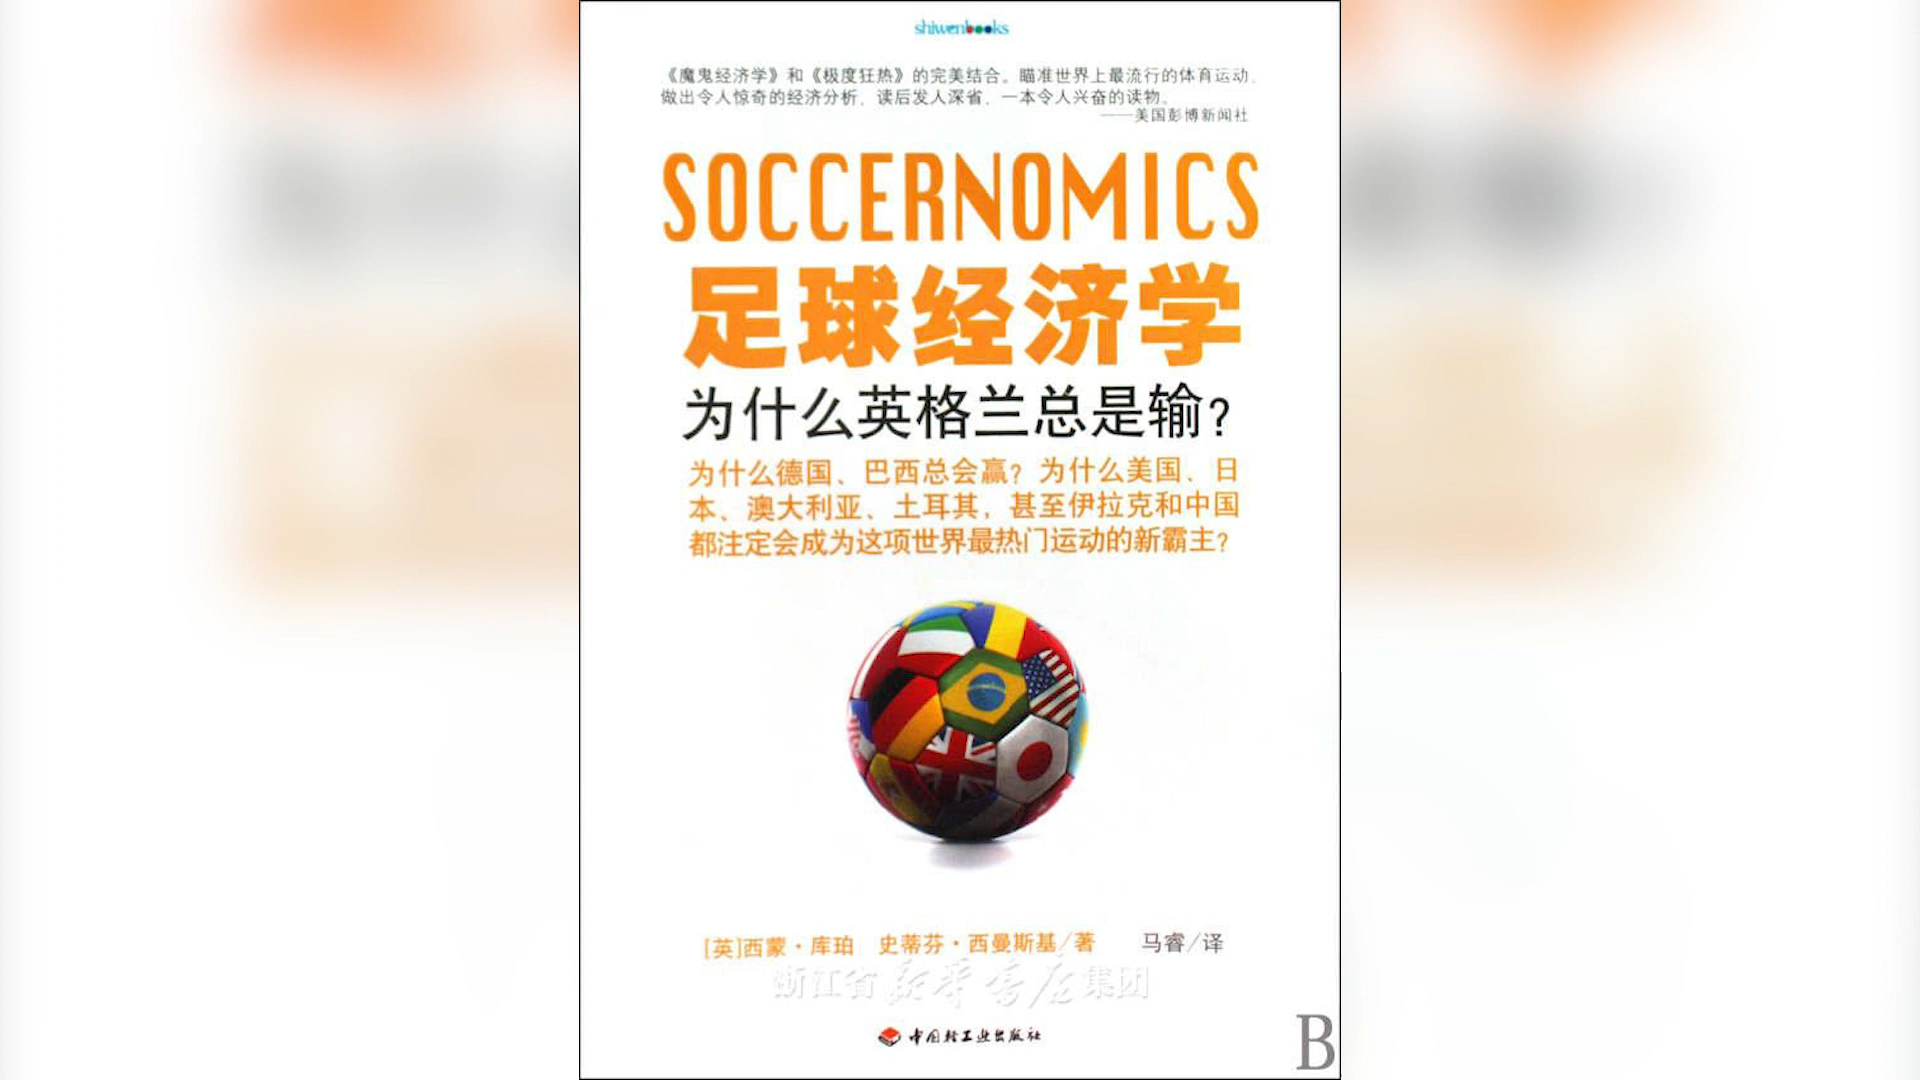 shiwenbooks
《魔鬼经济学》和《极度狂热》的完美结合。瞄准世界上最流行的体育运动，
做出令人惊奇的经济分析，读后发人深省，一本令人兴奋的读物。
——美国彭博新闻社
SOCCERNOMICS
足球经济学
为什么英格兰总是输？
为什么德国、巴西总会赢？为什么美国、日
本、澳大利亚、土耳其，甚至伊拉克和中国
都注定会成为这项世界最热门运动的新霸主？
[英]西蒙·库珀 史蒂芬·西曼斯基/著 马睿/译
浙江省新华书店集团
中国轻工业出版社
B